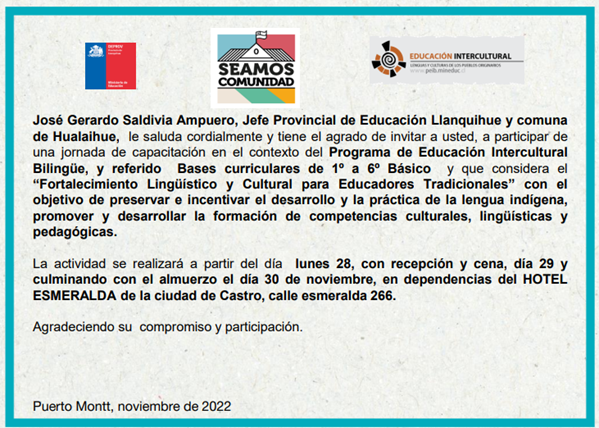 SEAMOS
COMUNIDAD
EDUCACIÓN INTERCULTURAL
LENGUAS Y CULTURAS DE LOS PUEBLOS ORIGINARIOS
www.peib.mineduc.cl
José Gerardo Saldivia Ampuero, Jefe Provincial de Educación Llanquihue y comuna
de Hualaihue, le saluda cordialmente y tiene el agrado de invitar a usted, a participar de
una jornada de capacitación en el contexto del Programa de Educación Intercultural
Bilingüe, y referido Bases curriculares de 1º a 6º Básico y que considera el
“Fortalecimiento Lingüístico y Cultural para Educadores Tradicionales” con el
objetivo de preservar e incentivar el desarrollo y la práctica de la lengua indígena,
promover y desarrollar la formación de competencias culturales, lingüísticas y
pedagógicas.
La actividad se realizará a partir del día lunes 28, con recepción y cena, día 29 y
culminando con el almuerzo el día 30 de noviembre, en dependencias del HOTEL
ESMERALDA de la ciudad de Castro, calle esmeralda 266.
Agradeciendo su compromiso y participación.
Puerto Montt, noviembre de 2022